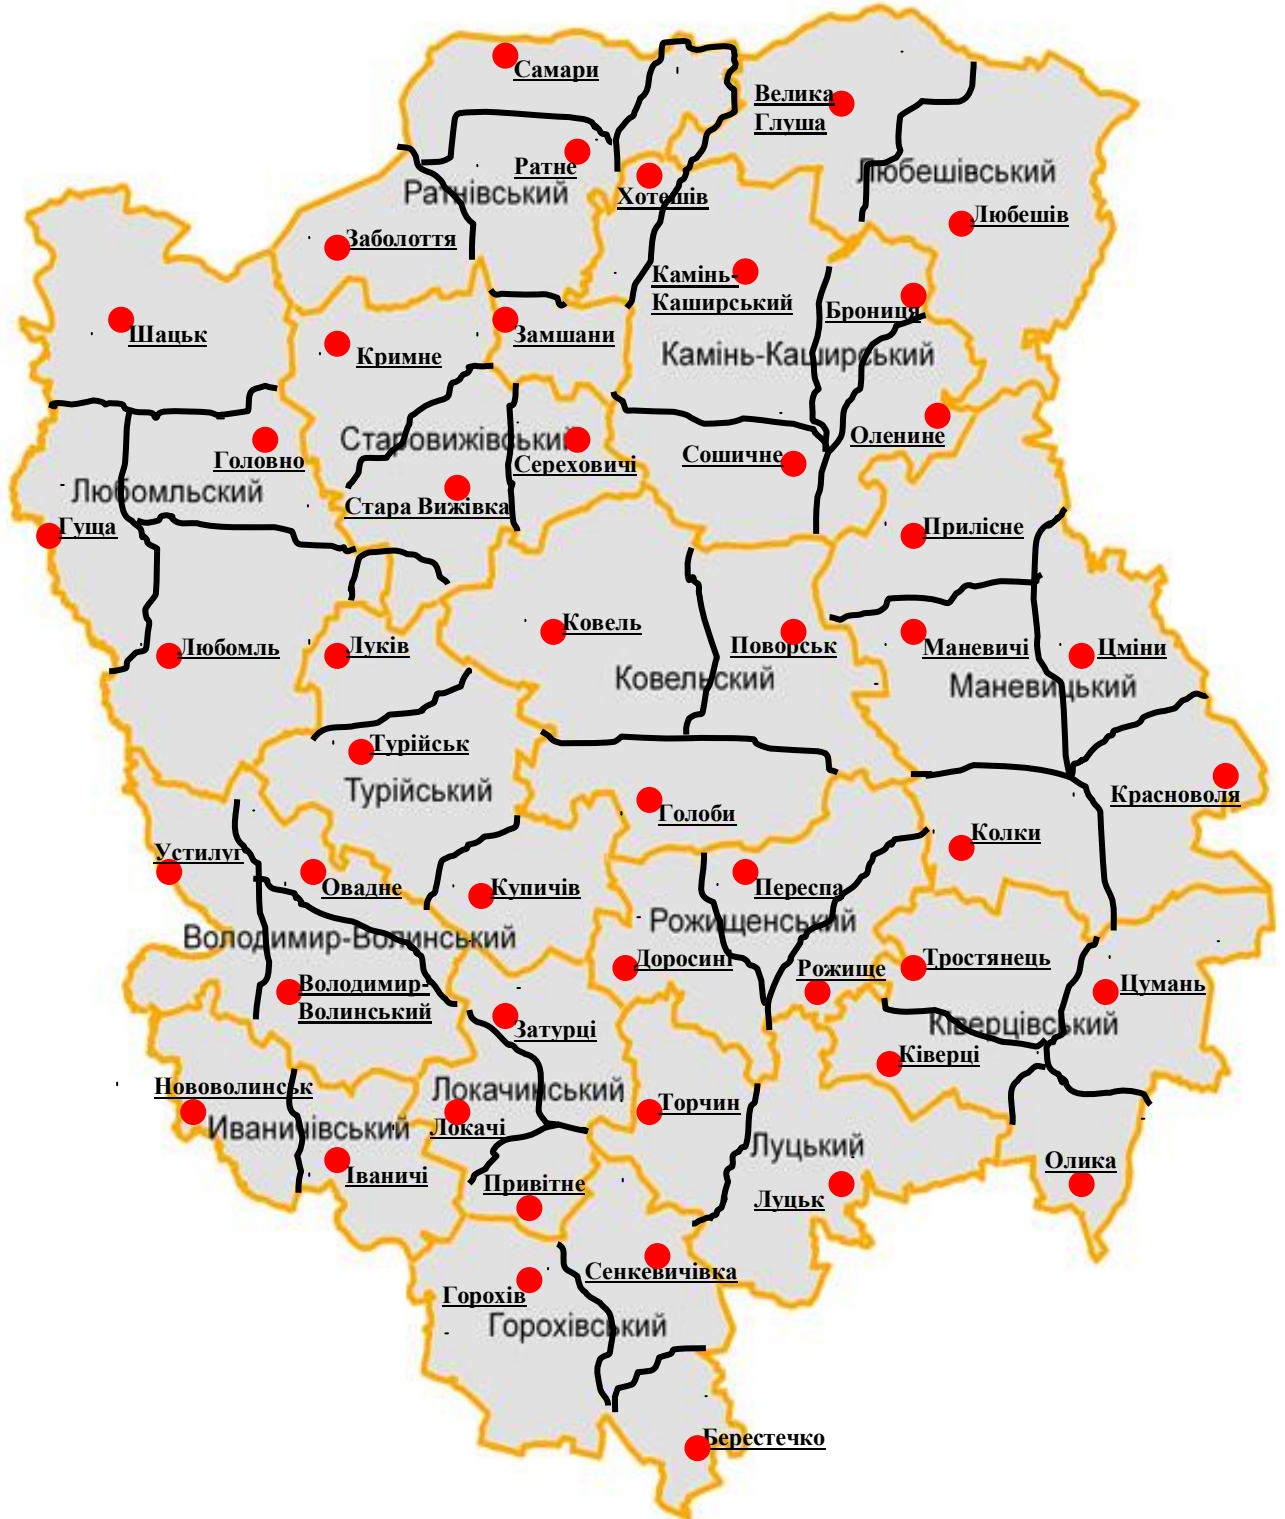 Самари
Велика
Глуша
Ратне
Ратнівський
Хотешів
Любешівський
Любешів
Заболоття
Камінь-
Каширський
Брониця
Шацьк
Кримне
Замшани
Камінь-Каширський
Головно
Старовижівський
Сереховичі
Сошичне
Оленине
Любомльский
Стара Вижівка
Гуща
Прилісне
Любомль
Луків
Ковель
Поворськ
Маневичі
Цміни
Ковельский
Маневицький
Турійськ
Турійський
Голоби
Красноволя
Колки
Устилуг
Овадне
Купичів
Переспа
Рожищенський
Володимир-Волинський
Доросині
Рожище
Тростянець
Цумань
Володимир-
Волинський
Затурці
Ківерцівський
Ківерці
Нововолинськ
Локачинський
Торчин
Иваничівський
Локачі
Луцький
Іваничі
Привітне
Луцьк
Олика
Сенкевичівка
Горохів
Горохівський
Берестечко